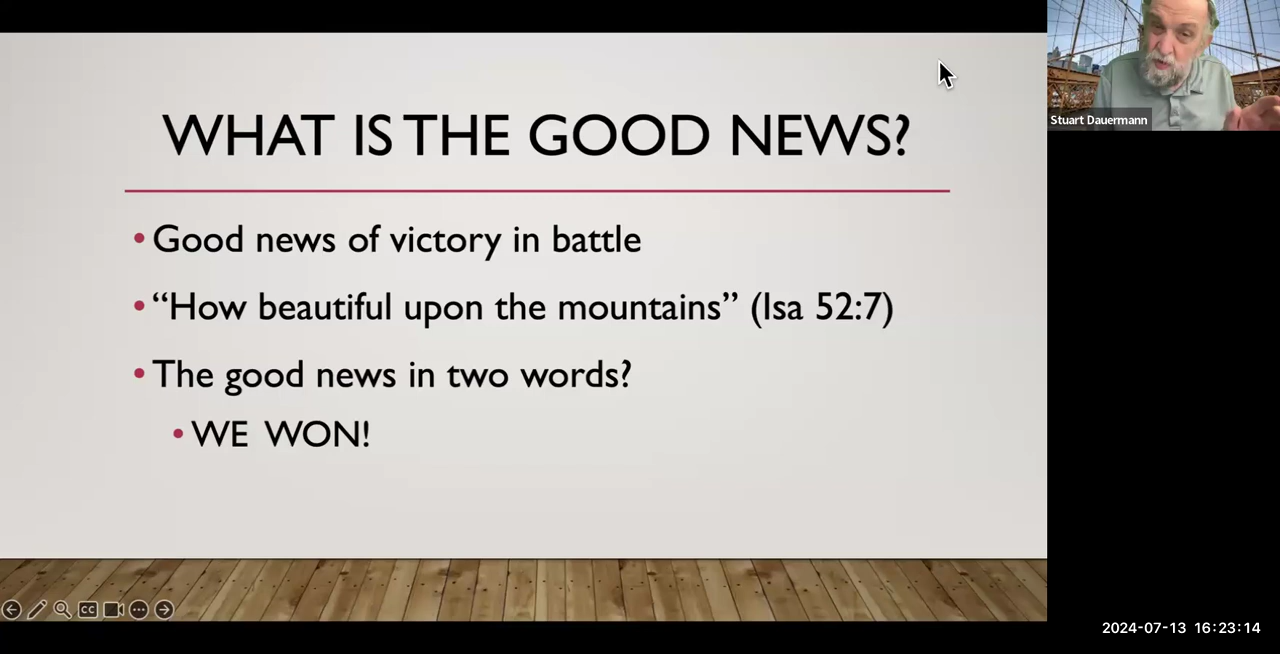 WHAT IS THE GOOD NEWS?
• Good news of victory in battle
• “How beautiful upon the mountains” (Isa 52:7)
• The good news in two words?
• WE WON!
Stuart Dauermann
CC
2024-07-13 16:23:14